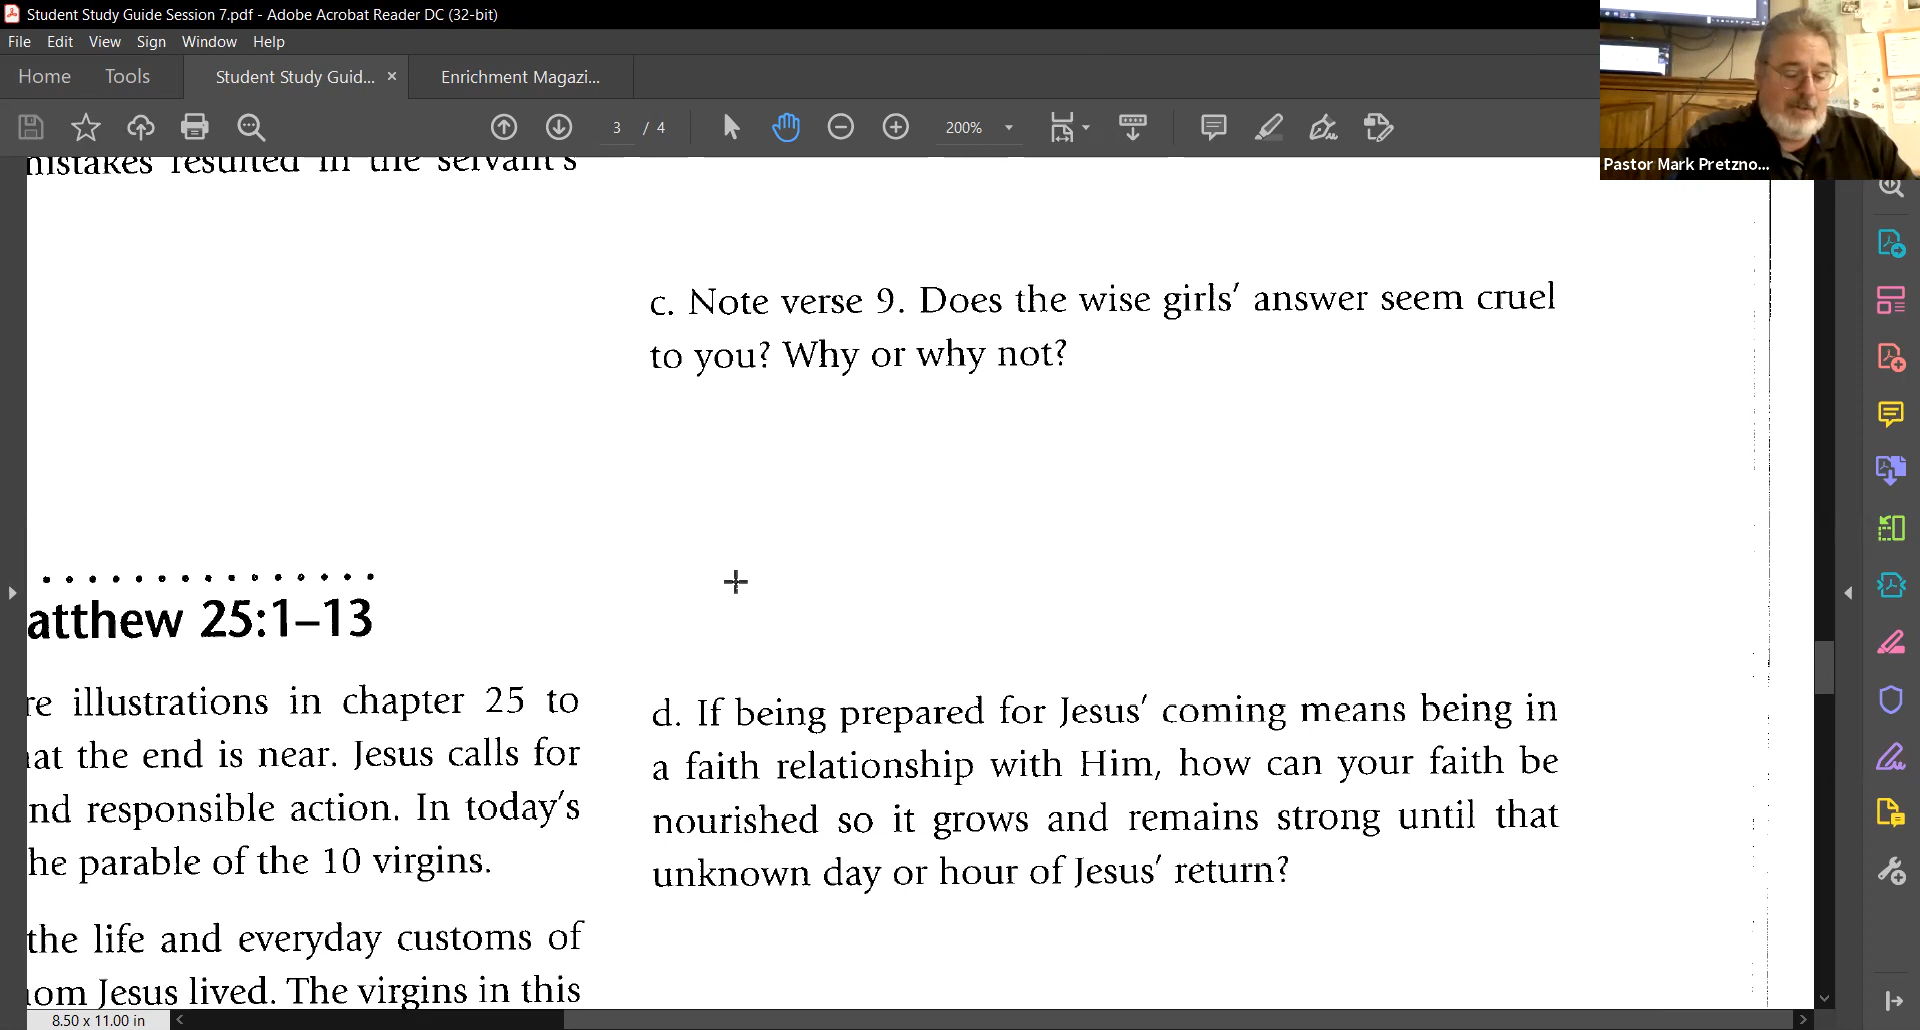 Student Study Guide Session 7.pdf - Adobe Acrobat Reader DC (32-bit)
File Edit View Sign Window Help
Home Tools Student Study Guid... × Enrichment Magazi...
3 / 4 200%
Pastor Mark Pretzno...
mistakes resulted in the servant's
c. Note verse 9. Does the wise girls' answer seem cruel
to you? Why or why not?
atthew 25:1–13
re illustrations in chapter 25 to
at the end is near. Jesus calls for
nd responsible action. In today's
he parable of the 10 virgins.
the life and everyday customs of
om Jesus lived. The virgins in this
d. If being prepared for Jesus' coming means being in
a faith relationship with Him, how can your faith be
nourished so it grows and remains strong until that
unknown day or hour of Jesus' return?
8.50 x 11.00 in